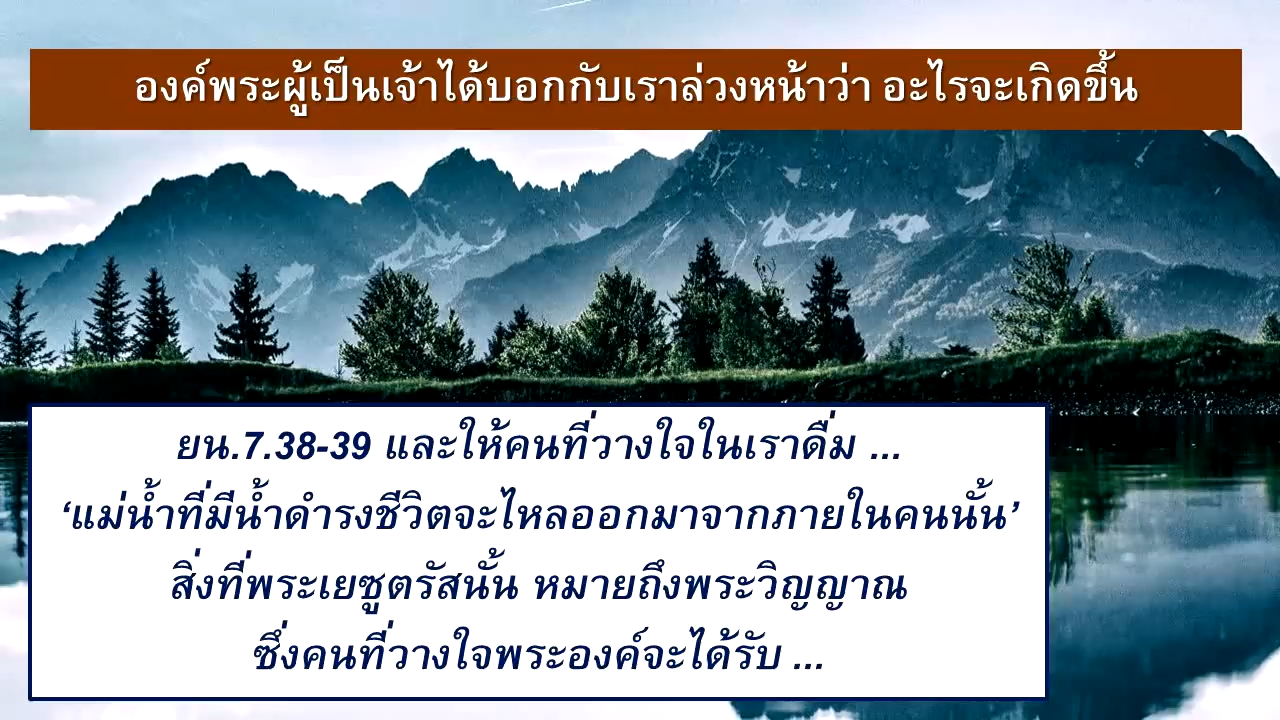 องค์พระผู้เป็นเจ้าได้บอกกับเราล่วงหน้าว่า อะไรจะเกิดขึ้น
ยน.7.38-39 และให้คนที่วางใจในเราดื่ม ...
‘แม่น้ำที่มีน้ำดำรงชีวิตจะไหลออกมาจากภายในคนนั้น’
สิ่งที่พระเยซูตรัสนั้น หมายถึงพระวิญญาณ
ซึ่งคนที่วางใจพระองค์จะได้รับ ...